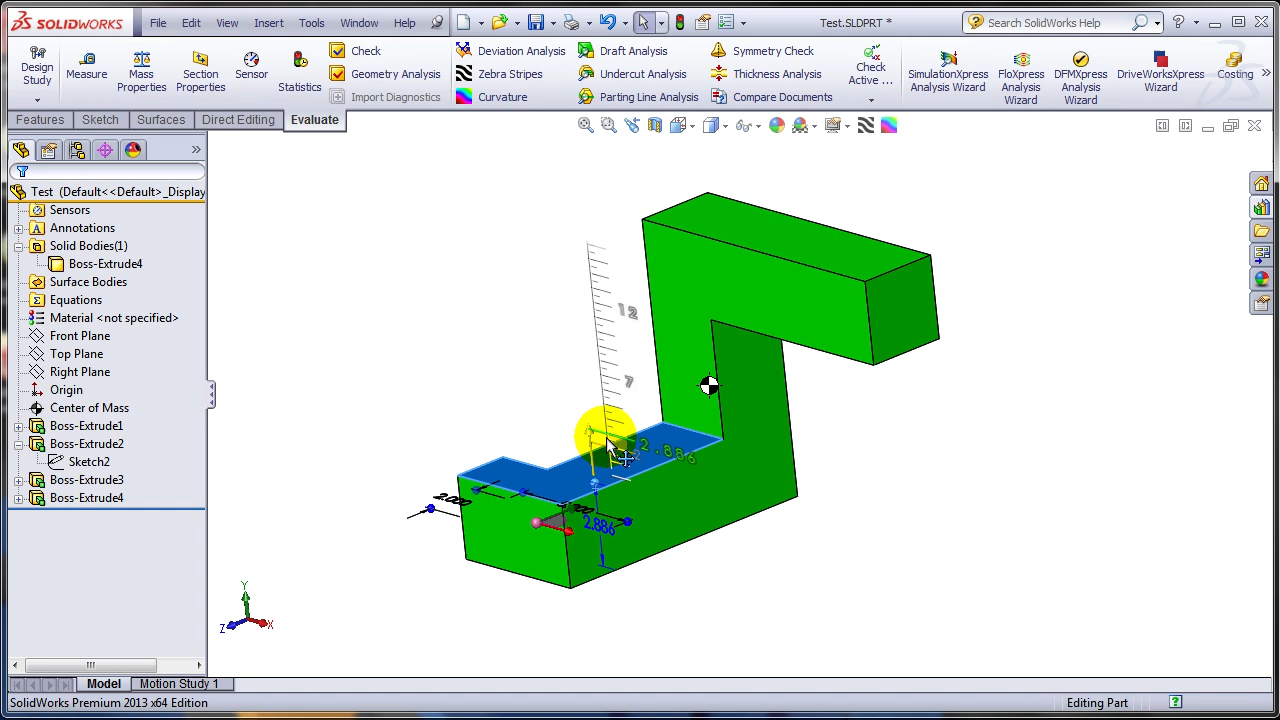 SOLIDWORKS File Edit View Insert Tools Window Help Test.SLDPRT * Search SolidWorks Help
Design Study
Measure
Mass Properties
Section Properties
Sensor
Statistics
Check
Geometry Analysis
Import Diagnostics
Deviation Analysis
Zebra Stripes
Curvature
Draft Analysis
Undercut Analysis
Parting Line Analysis
Symmetry Check
Thickness Analysis
Compare Documents
Check Active ...
SimulationXpress Analysis Wizard
FloXpress Analysis Wizard
DFMXpress Analysis Wizard
DriveWorksXpress Wizard
Costing
Features Sketch Surfaces Direct Editing Evaluate
Test (Default<<Default>_Display
Sensors
Annotations
Solid Bodies(1)
Boss-Extrude4
Surface Bodies
Equations
Material <not specified>
Front Plane
Top Plane
Right Plane
Origin
Center of Mass
Boss-Extrude1
Boss-Extrude2
Sketch2
Boss-Extrude3
Boss-Extrude4
12
7
2.886
2.000
2.886
Y
Z
X
Model Motion Study 1
SolidWorks Premium 2013 x64 Edition Editing Part